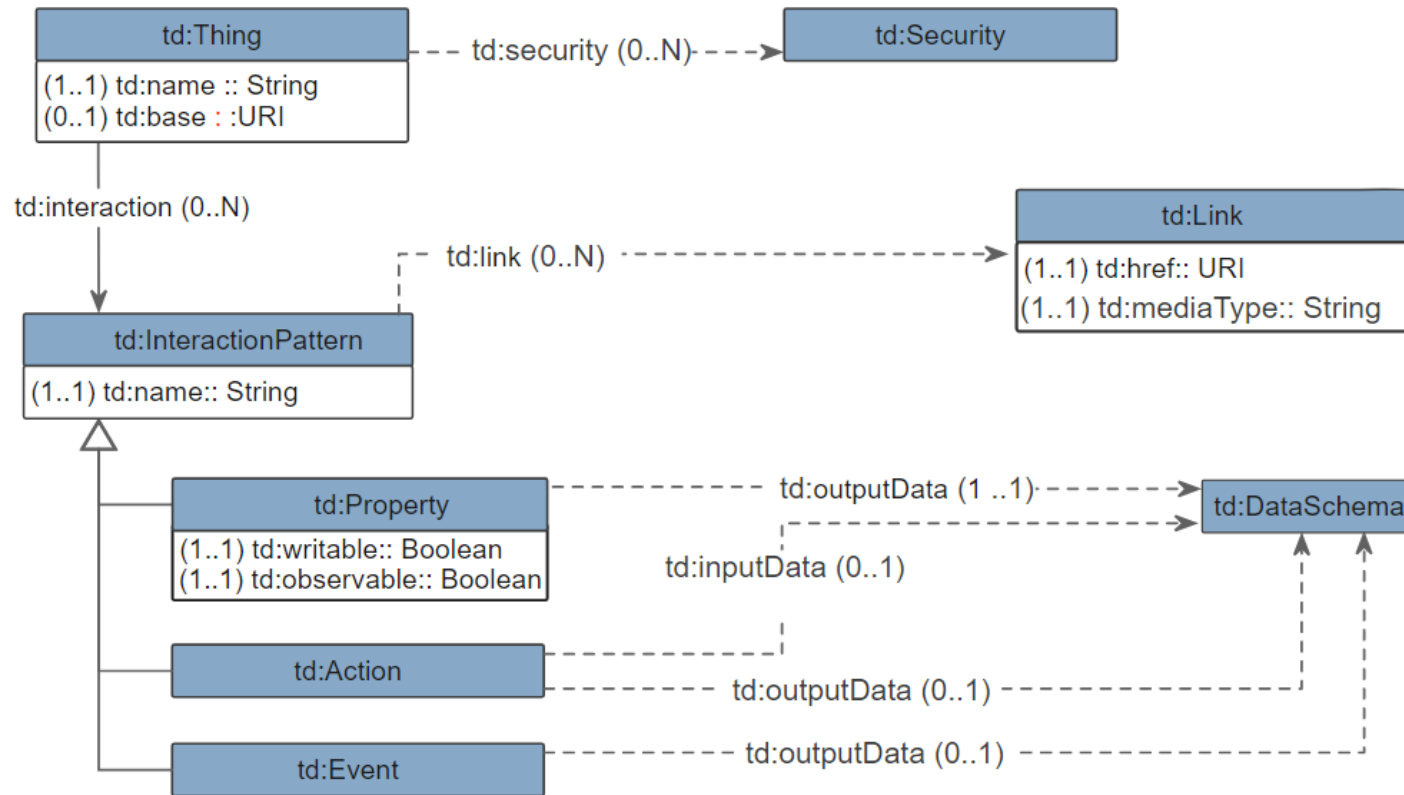 td:Thing
(1..1) td:name :: String
(0..1) td:base : :URI
td:security (0..N)
td:Security
td:interaction (0..N)
td:link (0..N)
td:Link
(1..1) td:href:: URI
(1..1) td:mediaType:: String
td:InteractionPattern
(1..1) td:name:: String
td:Property
(1..1) td:writable:: Boolean
(1..1) td:observable:: Boolean
td:outputData (1 ..1)
td:DataSchema
td:inputData (0..1)
td:Action
td:outputData (0..1)
td:Event
td:outputData (0..1)